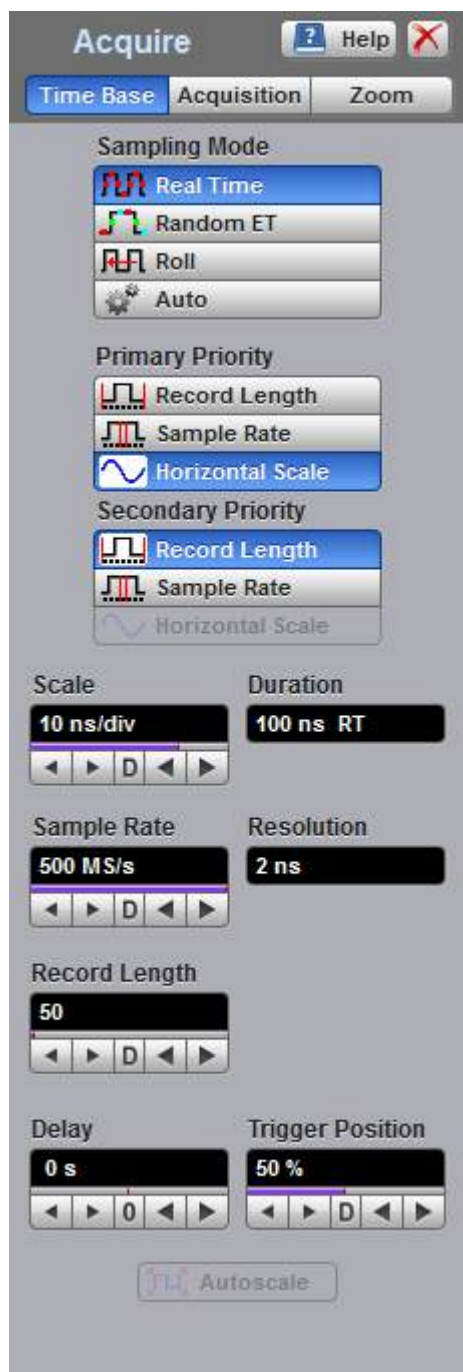 Acquire ? Help
Time Base Acquisition Zoom
Sampling Mode
Real Time
Random ET
Roll
Auto
Primary Priority
Record Length
Sample Rate
Horizontal Scale
Secondary Priority
Record Length
Sample Rate
Horizontal Scale
Scale Duration
10 ns/div 100 ns RT
D
Sample Rate Resolution
500 MS/s 2 ns
D
Record Length
50
D
Delay Trigger Position
0 s 50 %
0 D
Autoscale